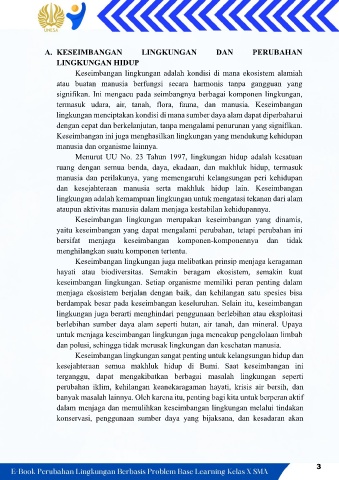 UNESA
A. KESEIMBANGAN LINGKUNGAN DAN PERUBAHAN
LINGKUNGAN HIDUP
Keseimbangan lingkungan adalah kondisi di mana ekosistem alamiah
atau buatan manusia berfungsi secara harmonis tanpa gangguan yang
signifikan. Ini mengacu pada seimbangnya berbagai komponen lingkungan,
termasuk udara, air, tanah, flora, fauna, dan manusia. Keseimbangan
lingkungan menciptakan kondisi di mana sumber daya alam dapat diperbaharui
dengan cepat dan berkelanjutan, tanpa mengalami penurunan yang signifikan.
Keseimbangan ini juga menghasilkan lingkungan yang mendukung kehidupan
manusia dan organisme lainnya.
Menurut UU No. 23 Tahun 1997, lingkungan hidup adalah kesatuan
ruang dengan semua benda, daya, ekadaan, dan makhluk hidup, termasuk
manusia dan perilakunya, yang memengaruhi kelangsungan peri kehidupan
dan kesejahteraan manusia serta makhluk hidup lain. Keseimbangan
lingkungan adalah kemampuan lingkungan untuk mengatasi tekanan dari alam
ataupun aktivitas manusia dalam menjaga kestabilan kehidupannya.
Keseimbangan lingkungan merupakan keseimbangan yang dinamis,
yaitu keseimbangan yang dapat mengalami perubahan, tetapi perubahan ini
bersifat menjaga keseimbangan komponen-komponennya dan tidak
menghilangkan suatu komponen tertentu.
Keseimbangan lingkungan juga melibatkan prinsip menjaga keragaman
hayati atau biodiversitas. Semakin beragam ekosistem, semakin kuat
keseimbangan lingkungan. Setiap organisme memiliki peran penting dalam
menjaga ekosistem berjalan dengan baik, dan kehilangan satu spesies bisa
berdampak besar pada keseimbangan keseluruhan. Selain itu, keseimbangan
lingkungan juga berarti menghindari penggunaan berlebihan atau eksploitasi
berlebihan sumber daya alam seperti hutan, air tanah, dan mineral. Upaya
untuk menjaga keseimbangan lingkungan juga mencakup pengelolaan limbah
dan polusi, sehingga tidak merusak lingkungan dan kesehatan manusia.
Keseimbangan lingkungan sangat penting untuk kelangsungan hidup dan
kesejahteraan semua makhluk hidup di Bumi. Saat keseimbangan ini
terganggu, dapat mengakibatkan berbagai masalah lingkungan seperti
perubahan iklim, kehilangan keanekaragaman hayati, krisis air bersih, dan
banyak masalah lainnya. Oleh karena itu, penting bagi kita untuk berperan aktif
dalam menjaga dan memulihkan keseimbangan lingkungan melalui tindakan
konservasi, penggunaan sumber daya yang bijaksana, dan kesadaran akan
3
E-Book Perubahan Lingkungan Berbasis Problem Base Learning Kelas X SMA